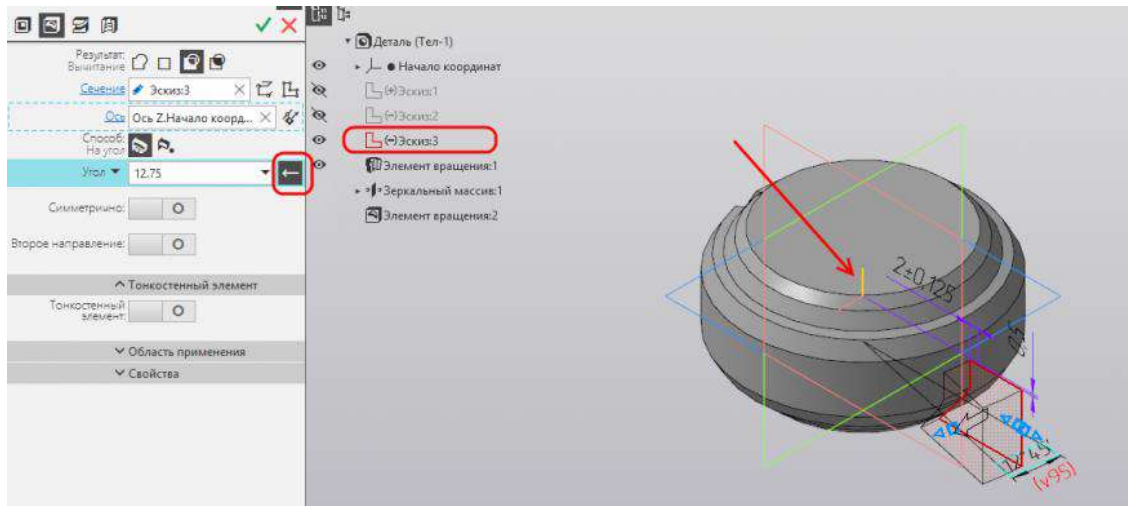 Результат:
Вычитание
Сечение Эскиз:3
Ось Ось Z.Начало коорд...
Способ:
На угол
Угол 12.75
Симметрично:
Второе направление:
Тонкостенный элемент
Тонкостенный
элемент:
Область применения
Свойства
Деталь (Тел-1)
Начало координат
(+)Эскиз:1
(-)Эскиз:2
(-)Эскиз:3
Элемент вращения:1
Зеркальный массив:1
Элемент вращения:2
2±0,125
12°45'
(v95)